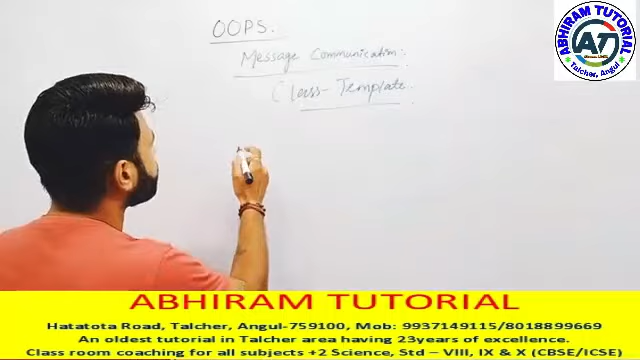 OOPS.
Message Communication:
Class- Template.
ABHIRAM TUTORIAL
AT
Talcher, Angul
ABHIRAM TUTORIAL
Hatatota Road, Talcher, Angul-759100, Mob: 9937149115/8018899669
An oldest tutorial in Talcher area having 23years of excellence.
Class room coaching for all subjects +2 Science, Std – VIII, IX & X (CBSE/ICSE)